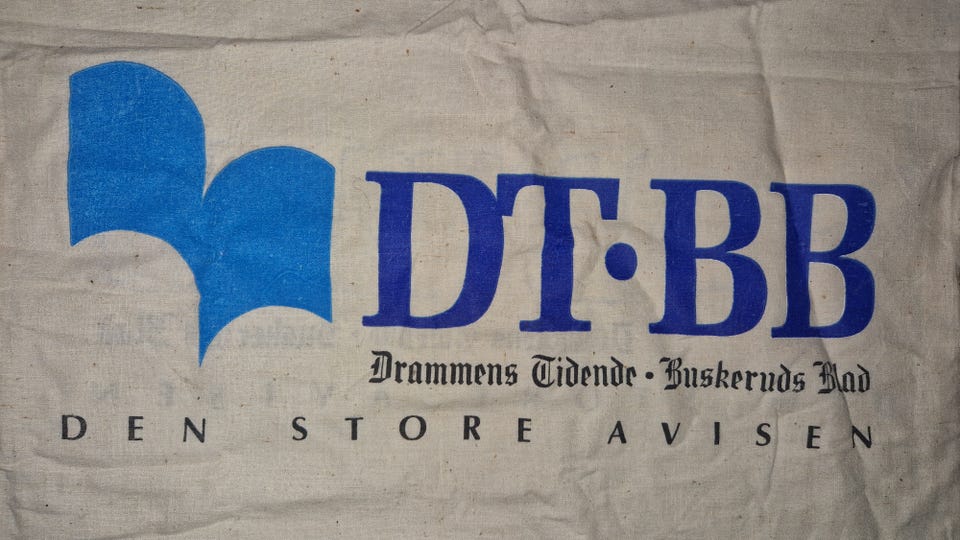 DT·BB
Drammens Tidende · Buskeruds Blad
DEN STORE AVISEN